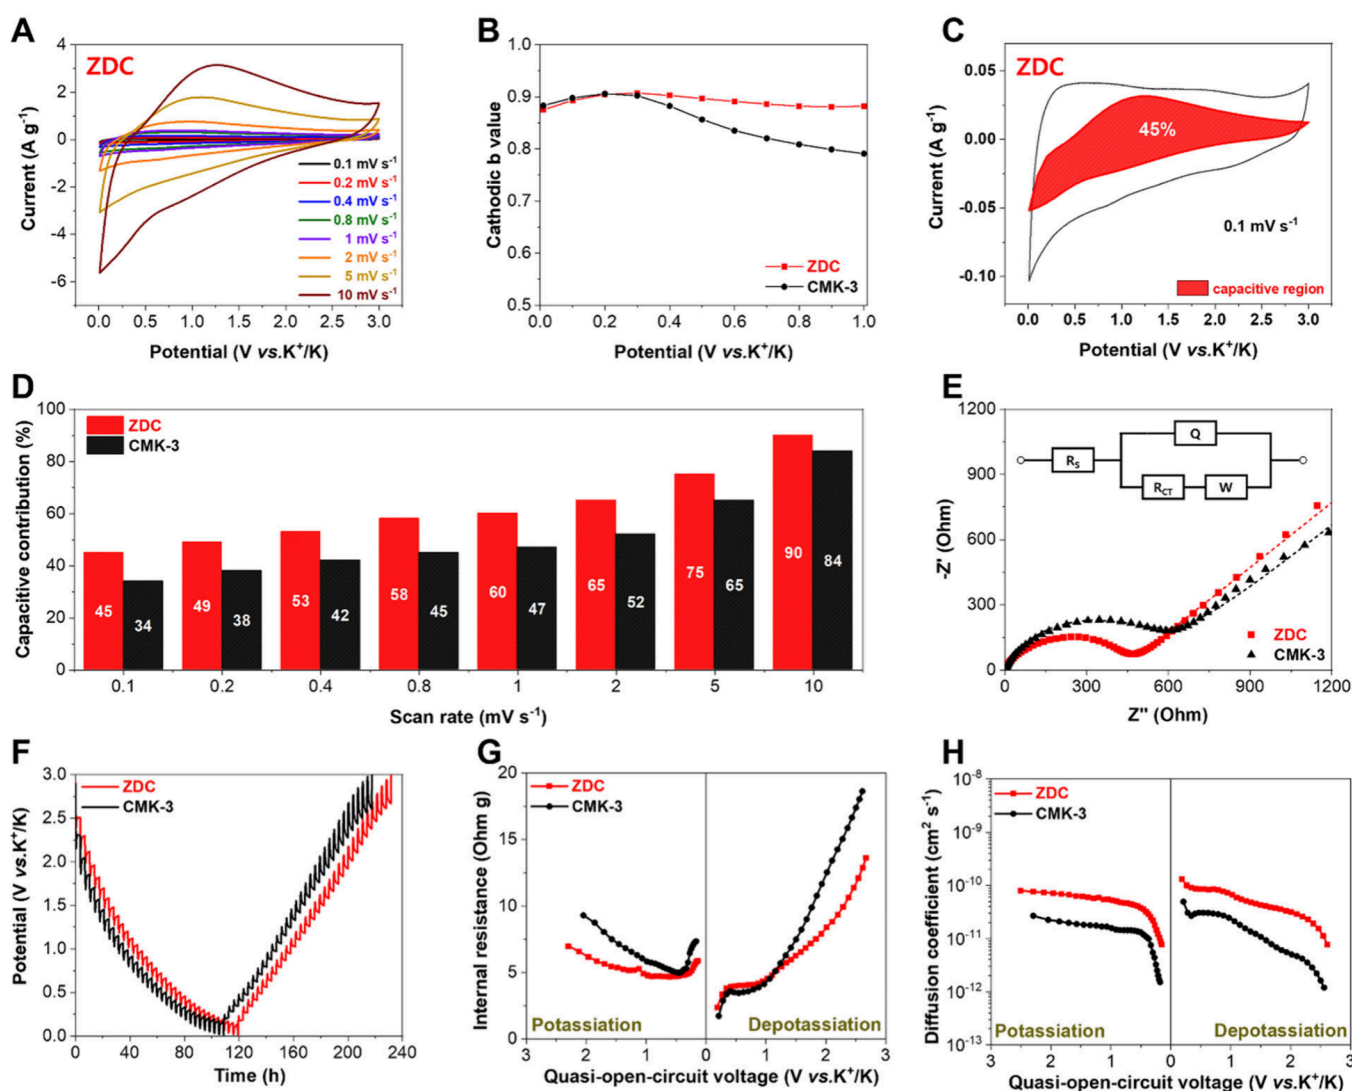 A
ZDC
4
2
0
-2
-4
-6
Current (A g⁻¹)
0.1 mV s⁻¹
0.2 mV s⁻¹
0.4 mV s⁻¹
0.8 mV s⁻¹
1 mV s⁻¹
2 mV s⁻¹
5 mV s⁻¹
10 mV s⁻¹
0.0 0.5 1.0 1.5 2.0 2.5 3.0
Potential (V vs.K⁺/K)
B
1.0
0.9
0.8
0.7
0.6
0.5
Cathodic b value
ZDC
CMK-3
0.0 0.2 0.4 0.6 0.8 1.0
Potential (V vs.K⁺/K)
C
ZDC
0.05
0.00
-0.05
-0.10
Current (A g⁻¹)
45%
0.1 mV s⁻¹
capacitive region
0.0 0.5 1.0 1.5 2.0 2.5 3.0
Potential (V vs.K⁺/K)
D
100
80
60
40
20
0
Capacitive contribution (%)
ZDC
CMK-3
45 34 49 38 53 42 58 45 60 47 65 52 75 65 90 84
0.1 0.2 0.4 0.8 1 2 5 10
Scan rate (mV s⁻¹)
E
1200
900
600
300
0
-Z' (Ohm)
Q
R_S
R_CT
W
ZDC
CMK-3
0 300 600 900 1200
Z" (Ohm)
F
3.0
2.5
2.0
1.5
1.0
0.5
0.0
Potential (V vs.K⁺/K)
ZDC
CMK-3
0 40 80 120 160 200 240
Time (h)
G
20
15
10
5
0
Internal resistance (Ohm g)
ZDC
CMK-3
Potassiation
Depotassiation
3 2 1 0 1 2 3
Quasi-open-circuit voltage (V vs.K⁺/K)
H
10⁻⁸
10⁻⁹
10⁻¹⁰
10⁻¹¹
10⁻¹²
10⁻¹³
Diffusion coefficient (cm² s⁻¹)
ZDC
CMK-3
Potassiation
Depotassiation
3 2 1 0 1 2 3
Quasi-open-circuit voltage (V vs.K⁺/K)